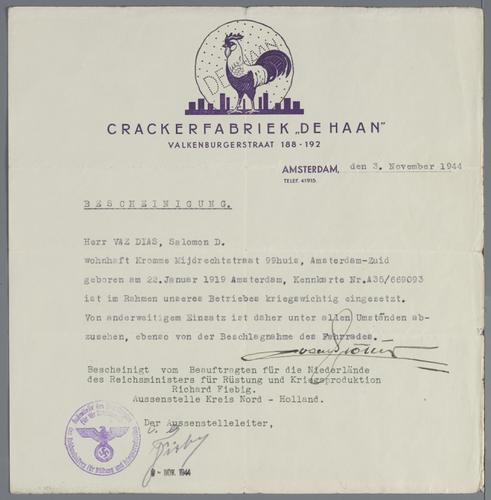 DE HAAN
CRACKERFABRIEK „DE HAAN"
VALKENBURGERSTRAAT 188-192
AMSTERDAM, den 3. November 1944
TELEF. 41915
BESCHEINIGUNG.
Herr VAZ DIAS, Salomon D.
wohnhaft Kromme Mijdrechtstraat 99huis, Amsterdam-Zuid
geboren am 22.Januar 1919 Amsterdam, Kennkarte Nr.A35/669093
ist im Rahmen unseres Betriebes kriegswichtig eingesetzt.
Von anderweitigem Einsatz ist daher unter allen Umständen ab-
zusehen, ebenso von der Beschlagnahme des Fahrrades.
Bescheinigt vom Beauftragten für die Niederlände
des Reichsministers für Rüstung und Kriegsproduktion
Richard Fiebig.
Aussenstelle Kreis Nord - Holland.
Der Aussenstelleleiter,
- NOV. 1944